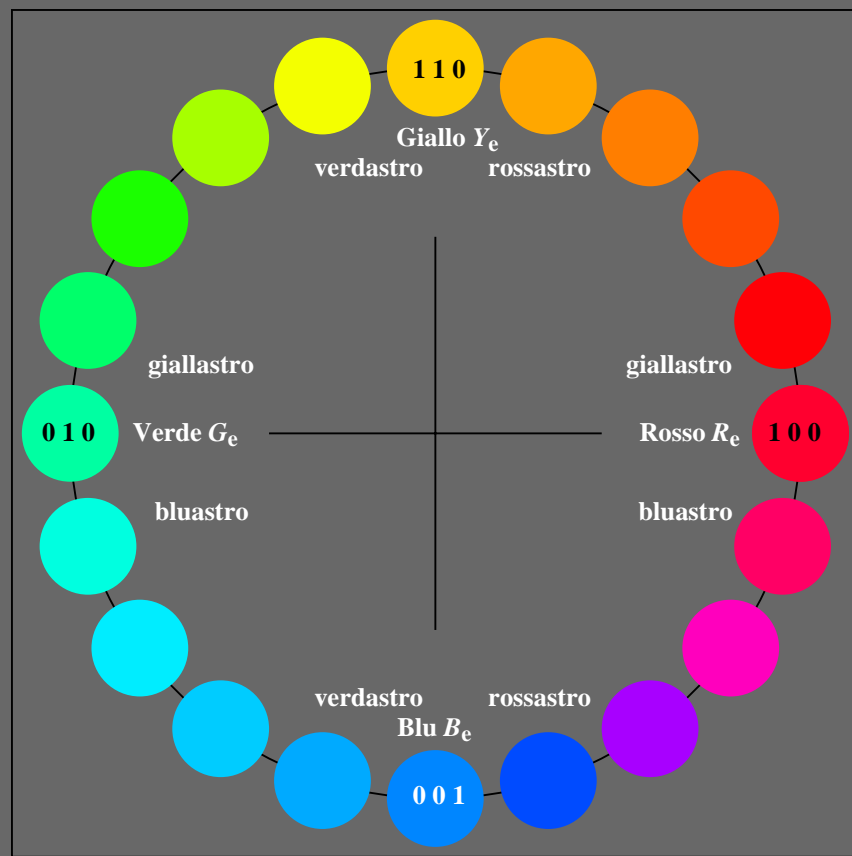 1 1 0
Giallo Ye
verdastro rossastro
giallastro giallastro
0 1 0 Verde Ge Rosso Re 1 0 0
bluastro bluastro
verdastro rossastro
Blu Be
0 0 1